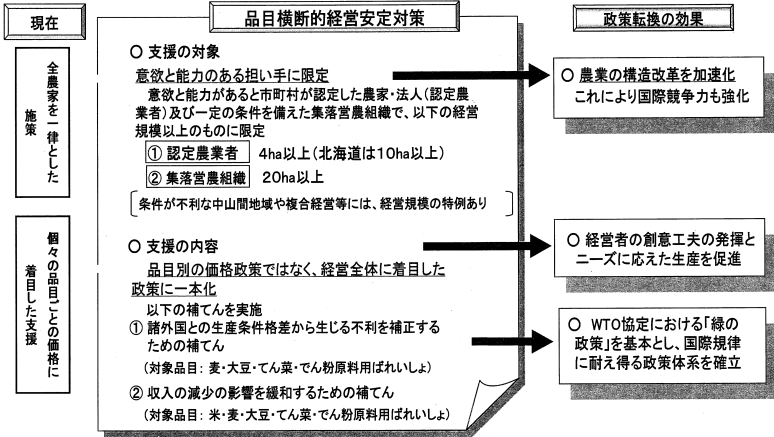 現在
品目横断的経営安定対策
政策転換の効果
全農家を一律とした
施策
個々の品目ごとの価格に
着目した支援
○ 支援の対象
意欲と能力のある担い手に限定
意欲と能力があると市町村が認定した農家・法人(認定農
業者)及び一定の条件を備えた集落営農組織で、以下の経営
規模以上のものに限定
① 認定農業者 4ha以上(北海道は10ha以上)
② 集落営農組織 20ha以上
条件が不利な中山間地域や複合経営等には、経営規模の特例あり
○ 支援の内容
品目別の価格政策ではなく、経営全体に着目した
政策に一本化
以下の補てんを実施
① 諸外国との生産条件格差から生じる不利を補正する
ための補てん
(対象品目：麦・大豆・てん菜・でん粉原料用ばれいしょ)
② 収入の減少の影響を緩和するための補てん
(対象品目：米・麦・大豆・てん菜・でん粉原料用ばれいしょ)
○ 農業の構造改革を加速化
これにより国際競争力も強化
○ 経営者の創意工夫の発揮と
ニーズに応えた生産を促進
○ WTO協定における「緑の
政策」を基本とし、国際規律
に耐え得る政策体系を確立